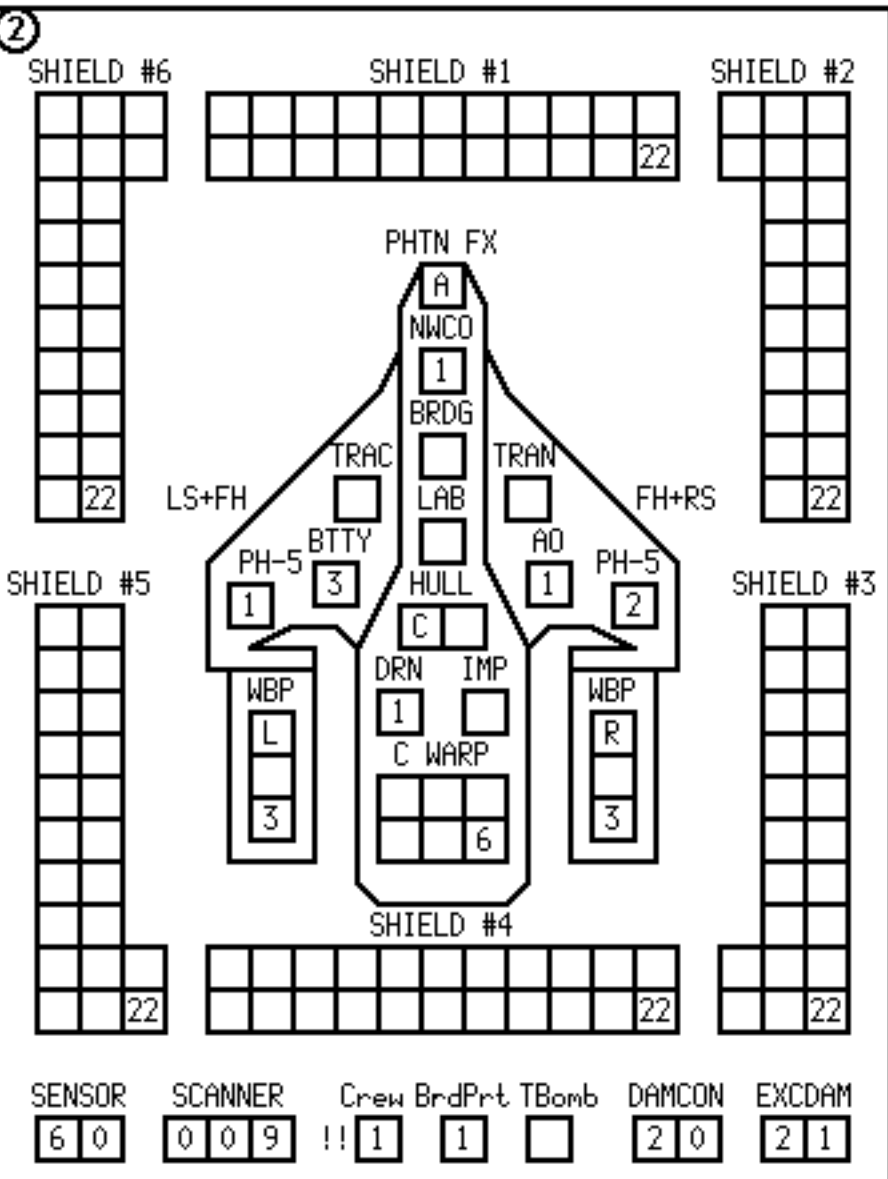 2
SHIELD #6 SHIELD #1 SHIELD #2
22
PHTN FX
A
NWCO
1
BRDG
TRAC TRAN
22 LS+FH LAB FH+RS 22
BTTY AO
PH-5 3 HULL 1 PH-5
SHIELD #5 1 C 2 SHIELD #3
DRN IMP
WBP 1 WBP
L R
C WARP
3 6 3
SHIELD #4
22 22 22
SENSOR SCANNER Crew BrdPrt TBomb DAMCON EXCDAM
6 0 0 0 9 !! 1 1 2 0 2 1